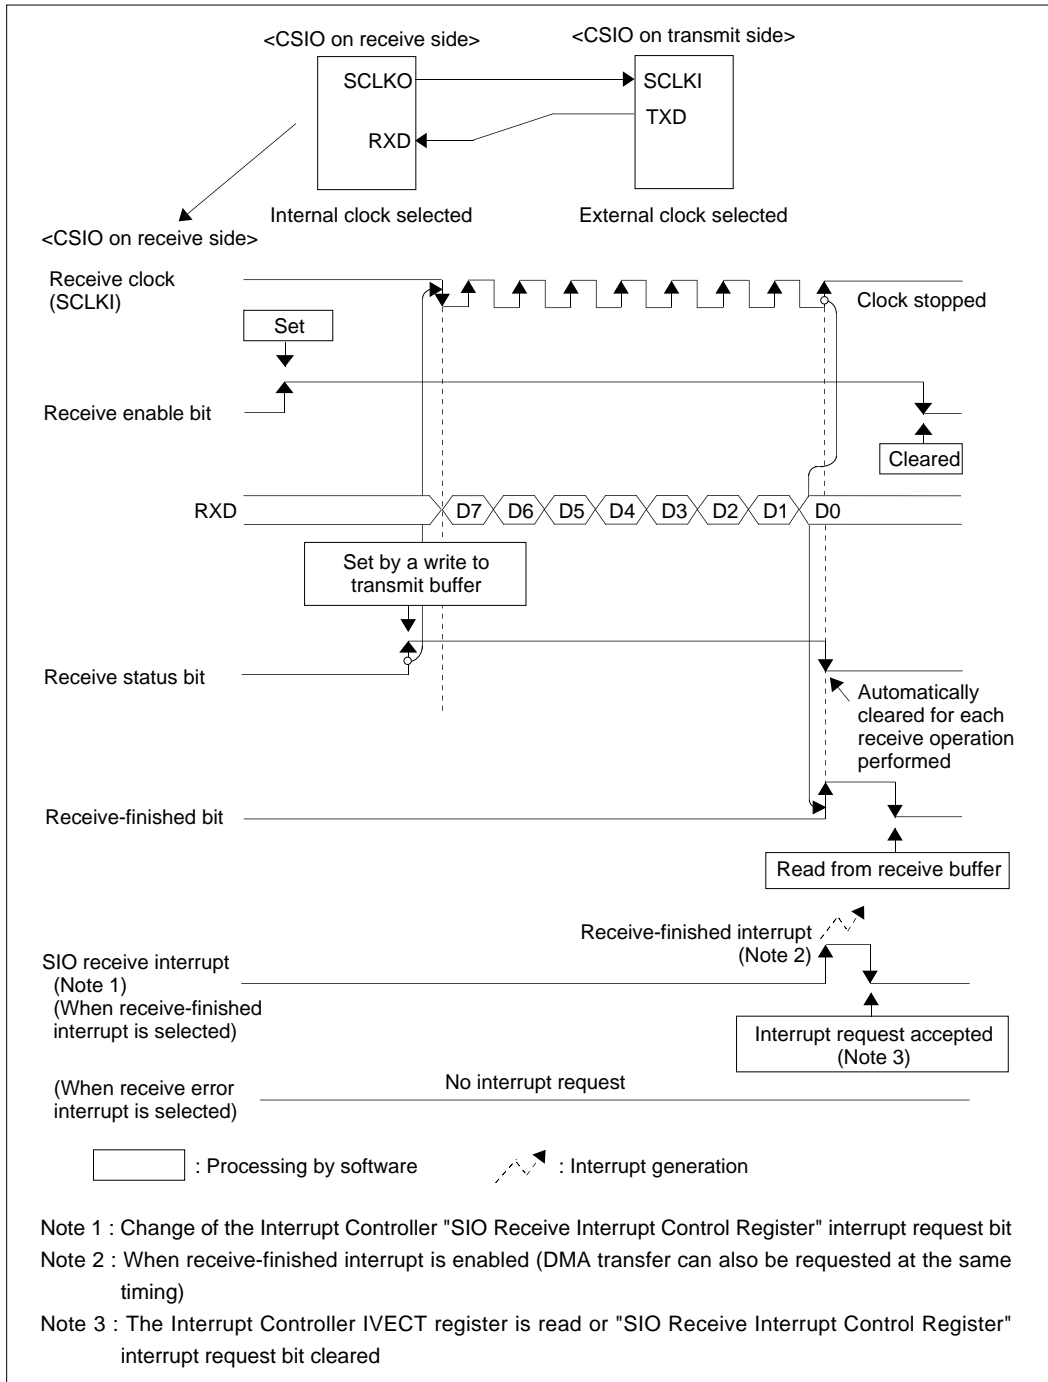 <CSIO on receive side>
<CSIO on transmit side>
SCLKO
SCLKI
TXD
RXD
Internal clock selected
External clock selected
<CSIO on receive side>
Receive clock
(SCLKI)
Clock stopped
Set
Receive enable bit
Cleared
RXD
D7
D6
D5
D4
D3
D2
D1
D0
Set by a write to
transmit buffer
Receive status bit
Automatically
cleared for each
receive operation
performed
Receive-finished bit
Read from receive buffer
Receive-finished interrupt
(Note 2)
SIO receive interrupt
(Note 1)
(When receive-finished
interrupt is selected)
Interrupt request accepted
(Note 3)
(When receive error
interrupt is selected)
No interrupt request
: Processing by software
: Interrupt generation
Note 1 : Change of the Interrupt Controller "SIO Receive Interrupt Control Register" interrupt request bit
Note 2 : When receive-finished interrupt is enabled (DMA transfer can also be requested at the same
timing)
Note 3 : The Interrupt Controller IVECT register is read or "SIO Receive Interrupt Control Register"
interrupt request bit cleared